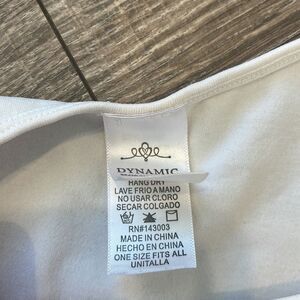 DYNAMIC
HANG DRY
LAVE FRIO A MANO
NO USAR CLORO
SECAR COLGADO
RN#143003
MADE IN CHINA
HECHO EN CHINA
ONE SIZE FITS ALL
UNITALLA